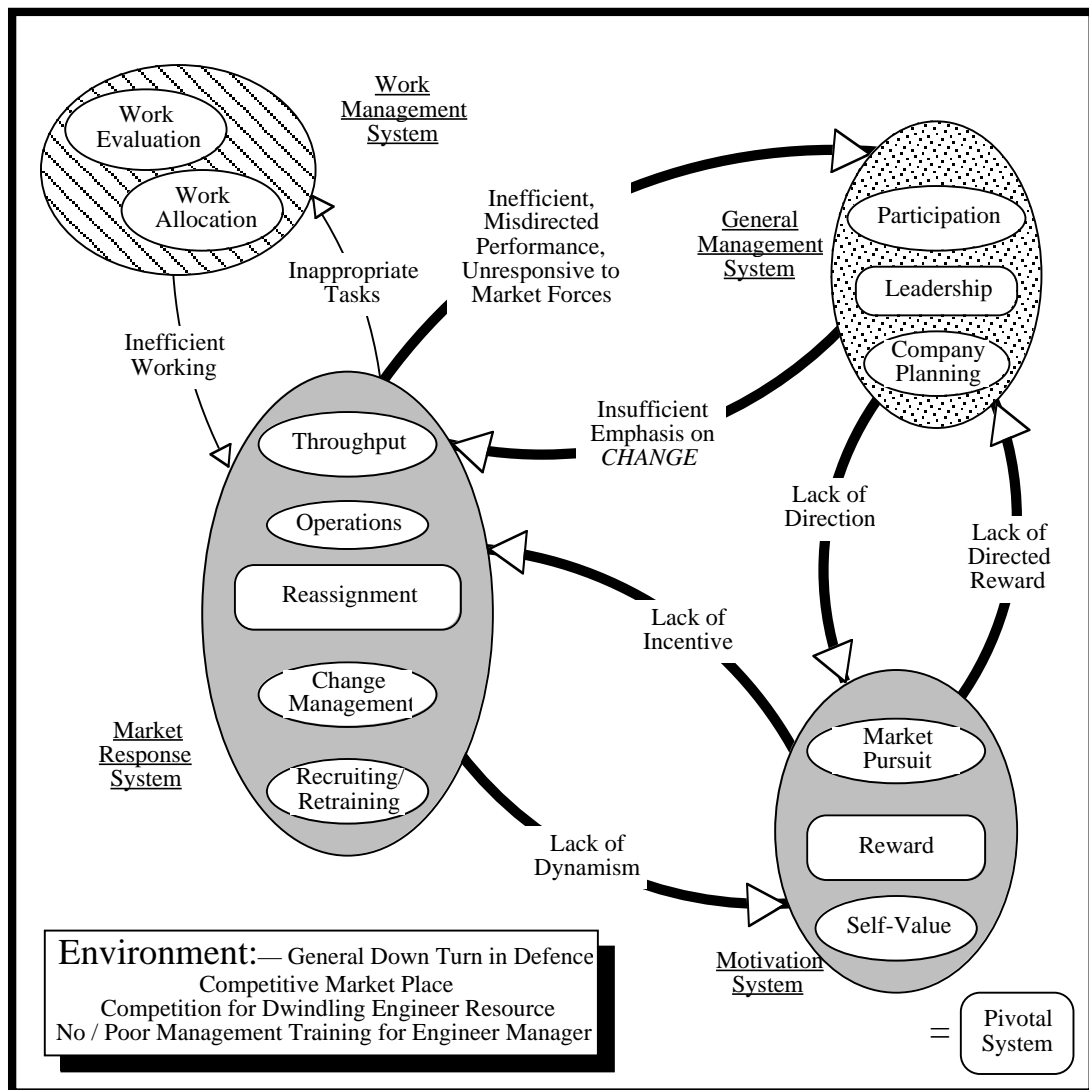 Work
Management
System
Work
Evaluation
Work
Allocation
Inefficient,
Misdirected
Performance,
Unresponsive to
Market Forces
General
Management
System
Participation
Leadership
Company
Planning
Inappropriate
Tasks
Inefficient
Working
Insufficient
Emphasis on
CHANGE
Throughput
Operations
Reassignment
Change
Management
Recruiting/
Retraining
Market
Response
System
Lack of
Direction
Lack of
Directed
Reward
Lack of
Incentive
Lack of
Dynamism
Market
Pursuit
Reward
Self-Value
Motivation
System
Environment:— General Down Turn in Defence
Competitive Market Place
Competition for Dwindling Engineer Resource
No / Poor Management Training for Engineer Manager
= Pivotal
System